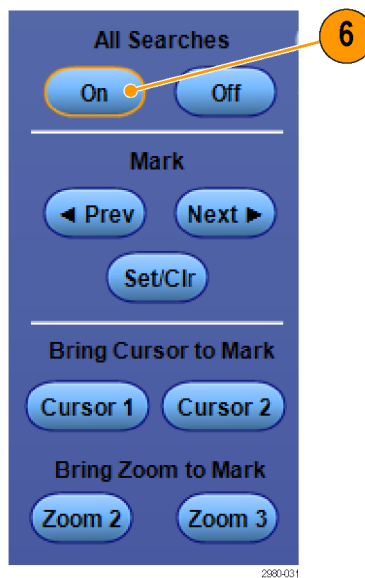 All Searches
6
On Off
Mark
◄ Prev Next ►
Set/Clr
Bring Cursor to Mark
Cursor 1 Cursor 2
Bring Zoom to Mark
Zoom 2 Zoom 3
2980-031